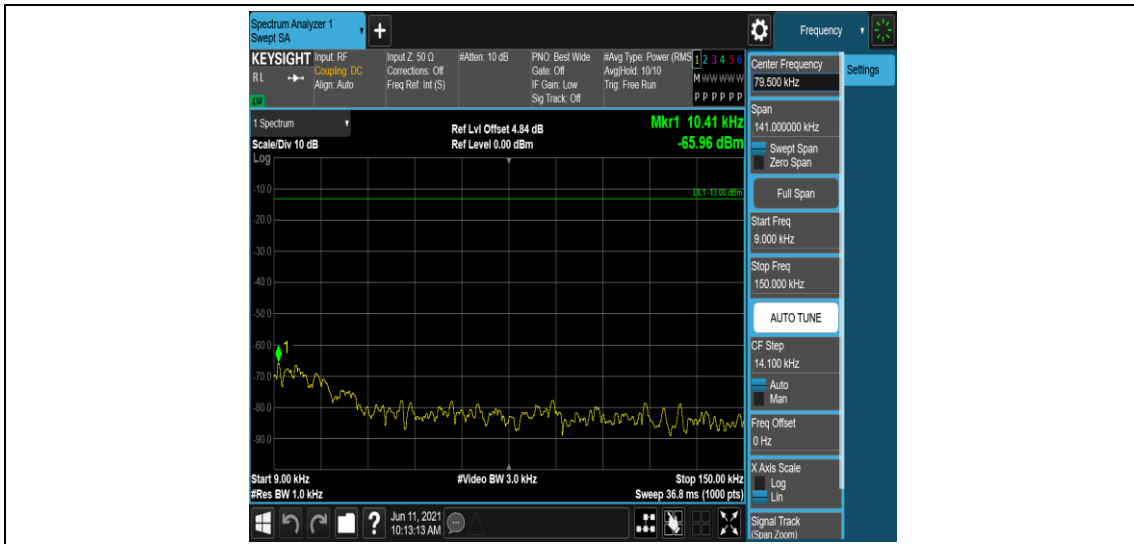 Spectrum Analyzer 1
Swept SA
+
Frequency
KEYSIGHT
Input: RF
Input Z: 50 Ω
#Atten: 10 dB
PNO: Best Wide
#Avg Type: Power (RMS
1 2 3 4 5 6
R L
Coupling: DC
Corrections: Off
Gate: Off
Avg|Hold: 10/10
M W W W W W
Align: Auto
Freq Ref: Int (S)
IF Gain: Low
Trig: Free Run
Sig Track: Off
P P P P P P
LXI
1 Spectrum
Ref Lvl Offset 4.84 dB
Mkr1 10.41 kHz
Scale/Div 10 dB
Ref Level 0.00 dBm
-65.96 dBm
Log
DL1 -13.00 dBm
-10.0
-20.0
-30.0
-40.0
-50.0
-60.0
1
-70.0
-80.0
-90.0
Start 9.00 kHz
#Video BW 3.0 kHz
Stop 150.00 kHz
#Res BW 1.0 kHz
Sweep 36.8 ms (1000 pts)
?
Jun 11, 2021
10:13:13 AM
Center Frequency
79.500 kHz
Settings
Span
141.000000 kHz
Swept Span
Zero Span
Full Span
Start Freq
9.000 kHz
Stop Freq
150.000 kHz
AUTO TUNE
CF Step
14.100 kHz
Auto
Man
Freq Offset
0 Hz
X Axis Scale
Log
Lin
Signal Track
(Span Zoom)